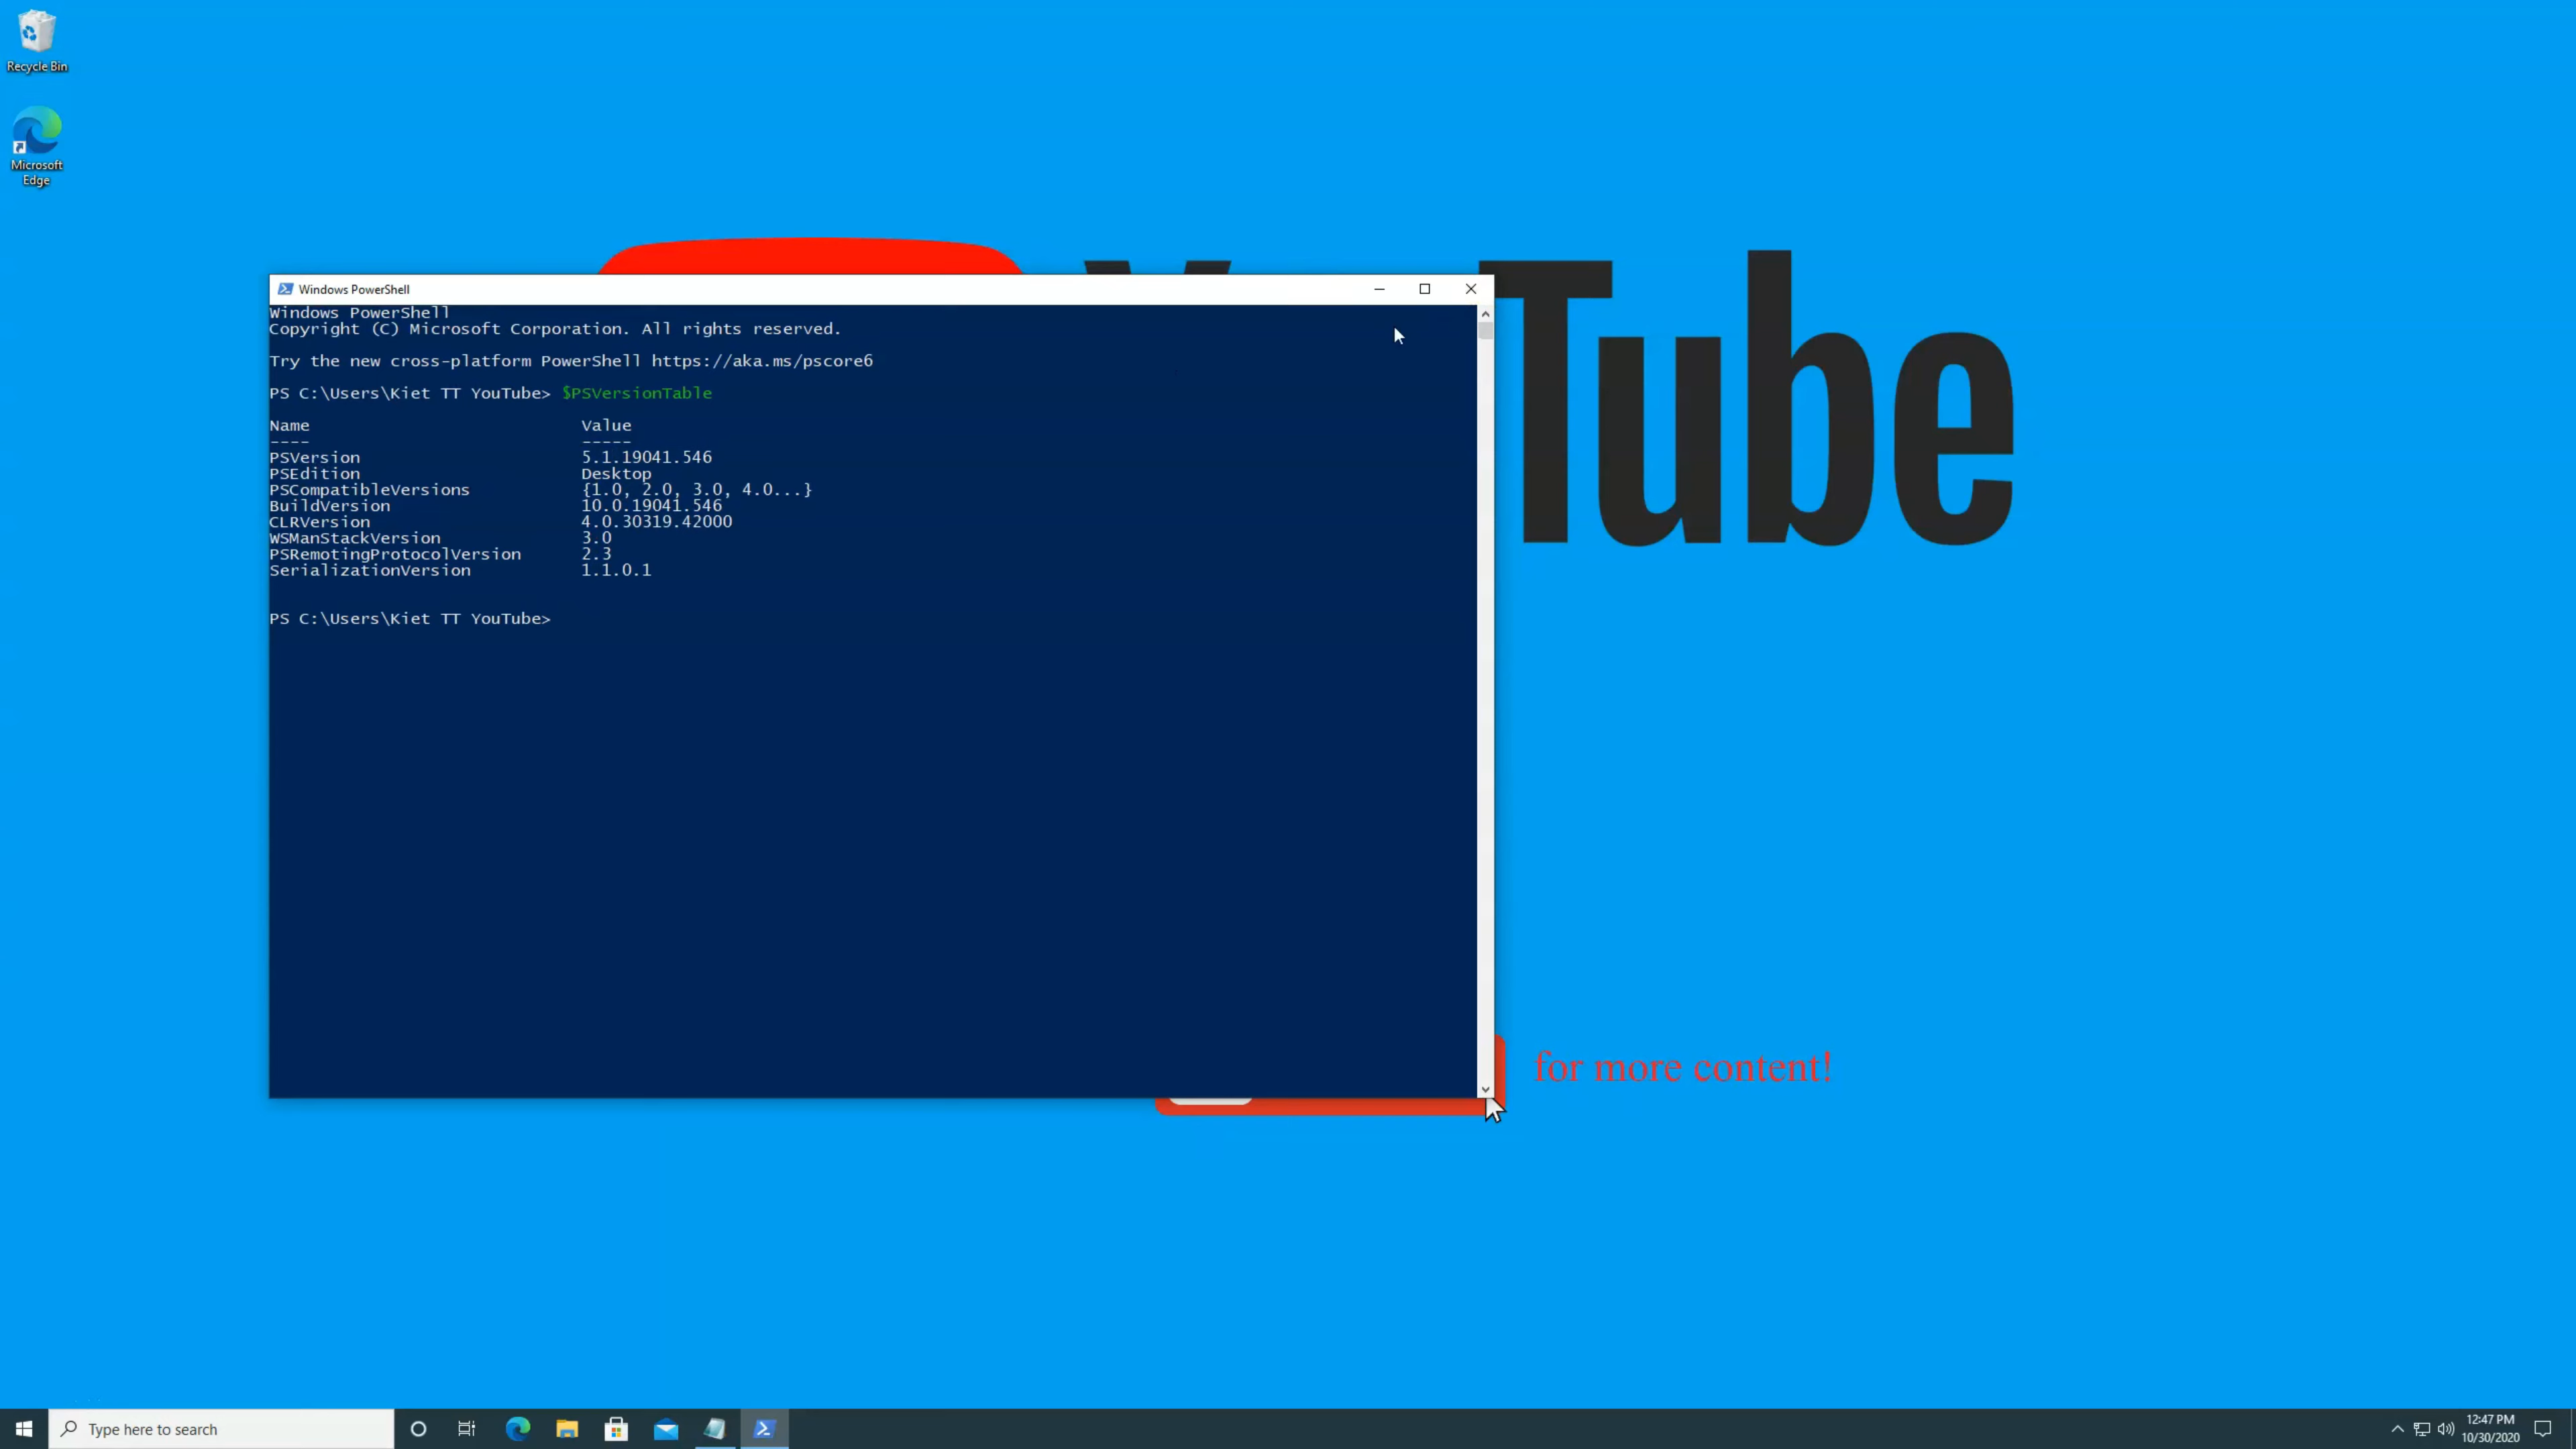 Recycle Bin
Microsoft
Edge
Tube
Windows PowerShell
Windows PowerShell
Copyright (C) Microsoft Corporation. All rights reserved.
Try the new cross-platform PowerShell https://aka.ms/pscore6
PS C:\Users\Kiet TT YouTube> $PSVersionTable
Name Value
---- -----
PSVersion 5.1.19041.546
PSEdition Desktop
PSCompatibleVersions {1.0, 2.0, 3.0, 4.0...}
BuildVersion 10.0.19041.546
CLRVersion 4.0.30319.42000
WSManStackVersion 3.0
PSRemotingProtocolVersion 2.3
SerializationVersion 1.1.0.1
PS C:\Users\Kiet TT YouTube>
for more content!
Type here to search
12:47 PM
10/30/2020